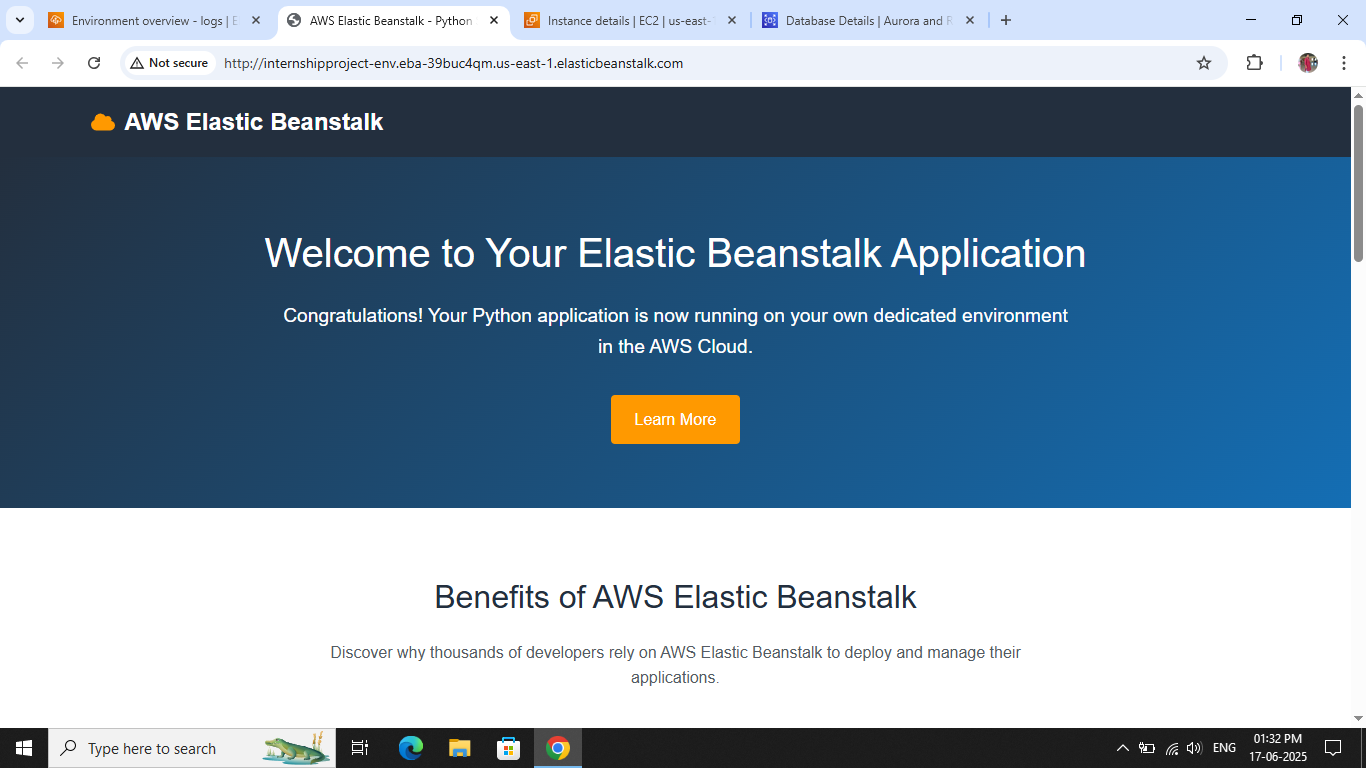 Environment overview - logs | E
AWS Elastic Beanstalk - Python
Instance details | EC2 | us-east-
Database Details | Aurora and R
Not secure
http://internshipproject-env.eba-39buc4qm.us-east-1.elasticbeanstalk.com
AWS Elastic Beanstalk
Welcome to Your Elastic Beanstalk Application
Congratulations! Your Python application is now running on your own dedicated environment
in the AWS Cloud.
Learn More
Benefits of AWS Elastic Beanstalk
Discover why thousands of developers rely on AWS Elastic Beanstalk to deploy and manage their
applications.
Type here to search
ENG
01:32 PM
17-06-2025